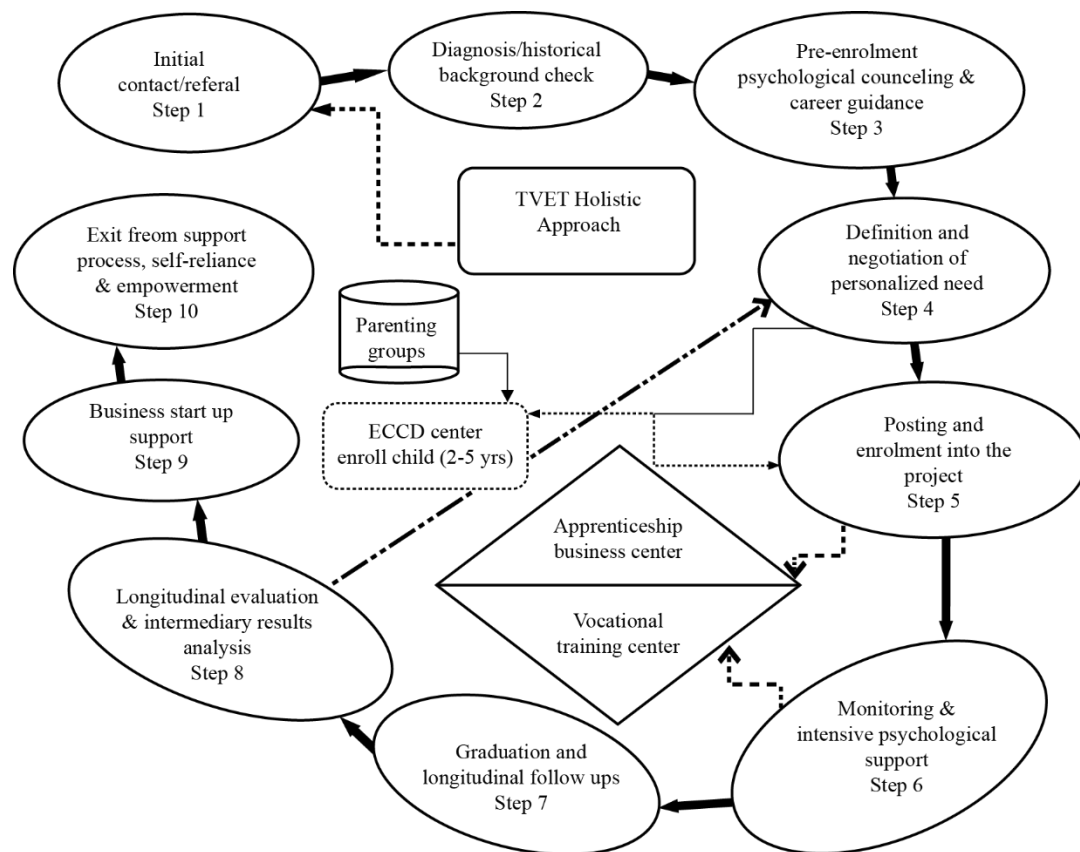 Initial
contact/referal
Step 1
Diagnosis/historical
background check
Step 2
Pre-enrolment
psychological counceling &
career guidance
Step 3
TVET Holistic
Approach
Exit freom support
process, self-reliance
& empowerment
Step 10
Definition and
negotiation of
personalized need
Step 4
Parenting
groups
Business start up
support
Step 9
ECCD center
enroll child (2-5 yrs)
Posting and
enrolment into the
project
Step 5
Apprenticeship
business center
Vocational
training center
Longitudinal evaluation
& intermediary results
analysis
Step 8
Monitoring &
intensive psychological
support
Step 6
Graduation and
longitudinal follow ups
Step 7